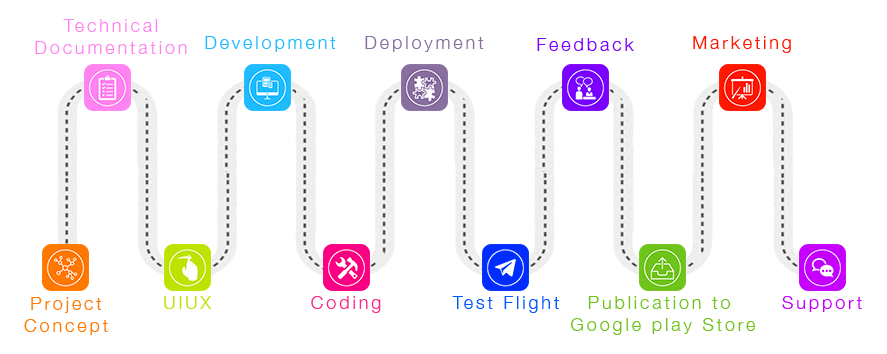 Technical
Documentation
Development
Deployment
Feedback
Marketing
Project
Concept
UIUX
Coding
Test Flight
Publication to
Google play Store
Support